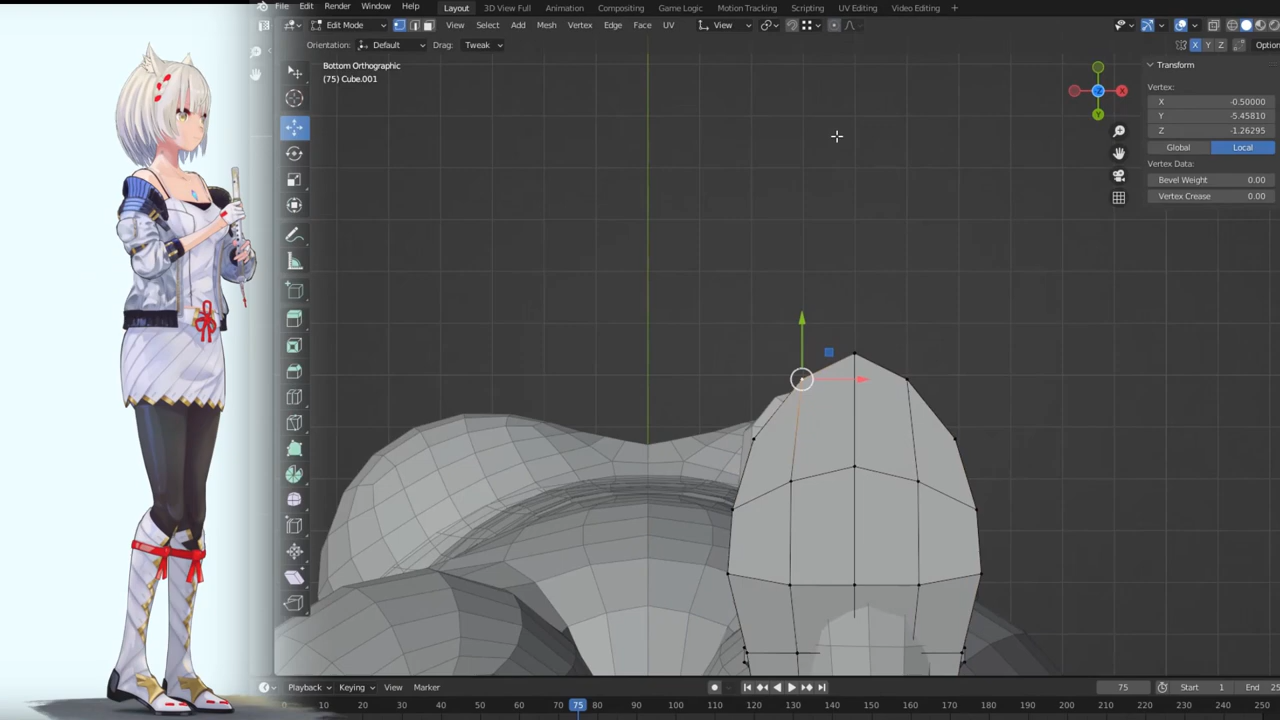 File Edit Render Window Help Layout 3D View Full Animation Compositing Game Logic Motion Tracking Scripting UV Editing Video Editing +
Edit Mode View Select Add Mesh Vertex Edge Face UV View
Orientation: Default Drag: Tweak X Y Z
Bottom Orthographic
(75) Cube.001
X
Y
Z
Transform
Vertex:
X -0.50000
Y -5.45810
Z -1.26295
Global Local
Vertex Data:
Bevel Weight 0.00
Vertex Crease 0.00
Playback Keying View Marker 75 Start 1 End
0 10 20 30 40 50 60 75 80 90 100 110 120 130 140 150 160 170 180 190 200 210 220 230 240 250